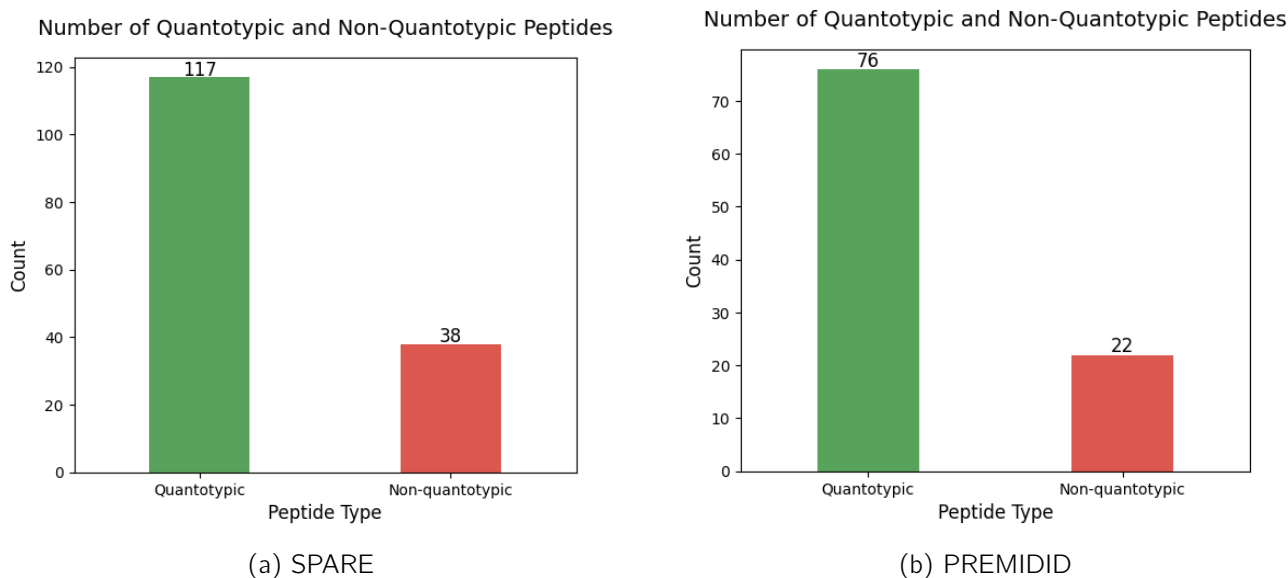 Number of Quantotypic and Non-Quantotypic Peptides
117
38
120
100
80
60
40
20
0
Count
Quantotypic
Non-quantotypic
Peptide Type
(a) SPARE
Number of Quantotypic and Non-Quantotypic Peptides
76
22
70
60
50
40
30
20
10
0
Count
Quantotypic
Non-quantotypic
Peptide Type
(b) PREMIDID